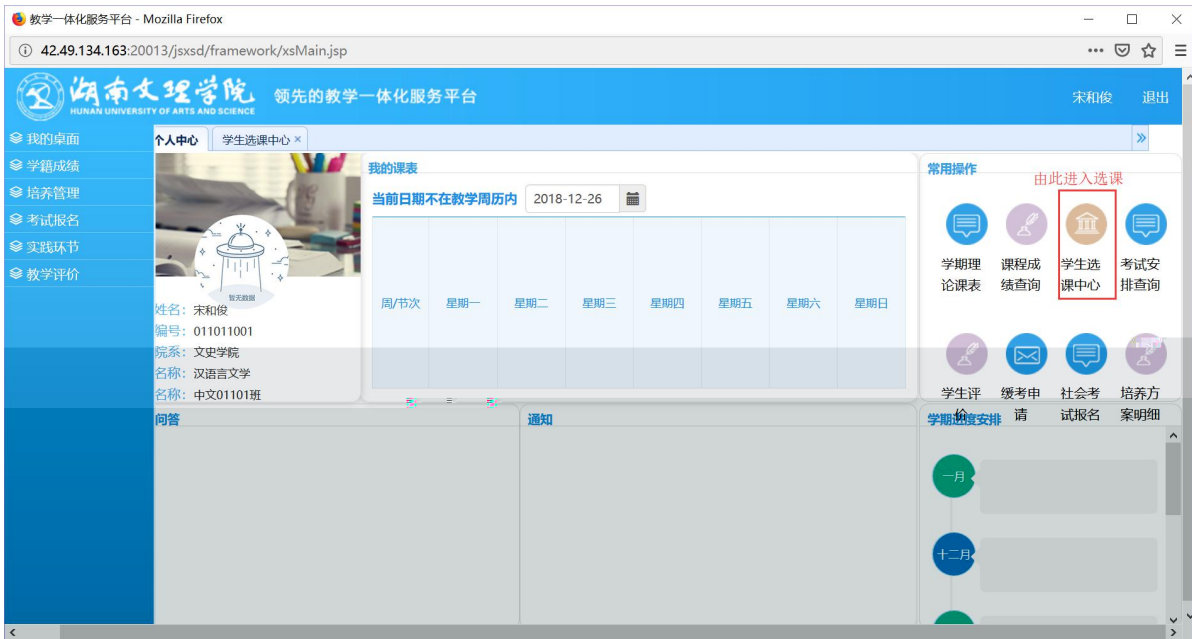 教学一体化服务平台 - Mozilla Firefox
42.49.134.163:20013/jsxsd/framework/xsMain.jsp
湖南文理学院
HUNAN UNIVERSITY OF ARTS AND SCIENCE
领先的教学一体化服务平台
宋和俊 退出
我的桌面
学籍成绩
培养管理
考试报名
实践环节
教学评价
个人中心 学生选课中心
暂无数据
姓名：宋和俊
编号：011011001
院系：文史学院
名称：汉语言文学
名称：中文01101班
我的课表
当前日期不在教学周历内 2018-12-26
周/节次 星期一 星期二 星期三 星期四 星期五 星期六 星期日
常用操作
由此进入选课
学期理论课表
课程成绩查询
学生选课中心
考试安排查询
学生评价
缓考申请
社会考试报名
培养方案明细
问答
通知
学期进度安排
一月
十二月